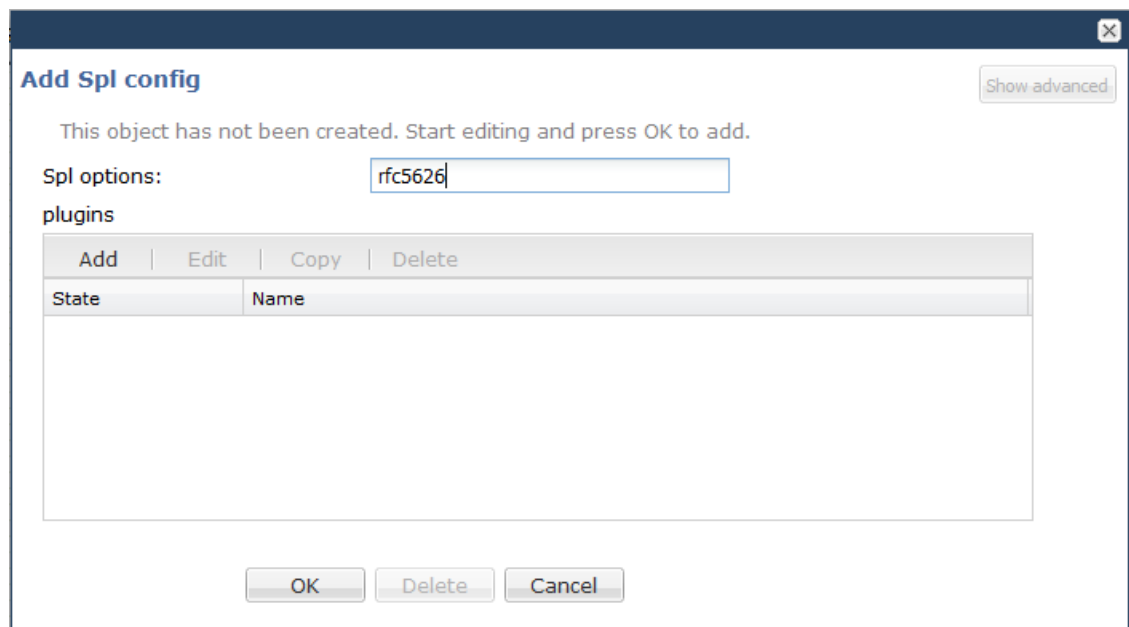 Add Spl config
Show advanced
This object has not been created. Start editing and press OK to add.
Spl options: rfc5626
plugins
Add Edit Copy Delete
State Name
OK Delete Cancel